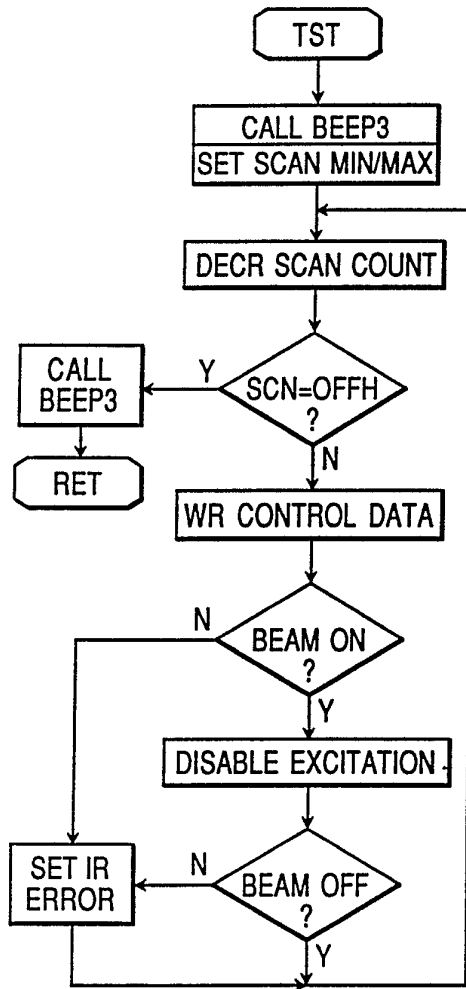 TST
CALL BEEP3
SET SCAN MIN/MAX
DECR SCAN COUNT
SCN=OFFH
?
Y
N
CALL
BEEP3
RET
WR CONTROL DATA
BEAM ON
?
N
Y
DISABLE EXCITATION
BEAM OFF
?
N
Y
SET IR
ERROR